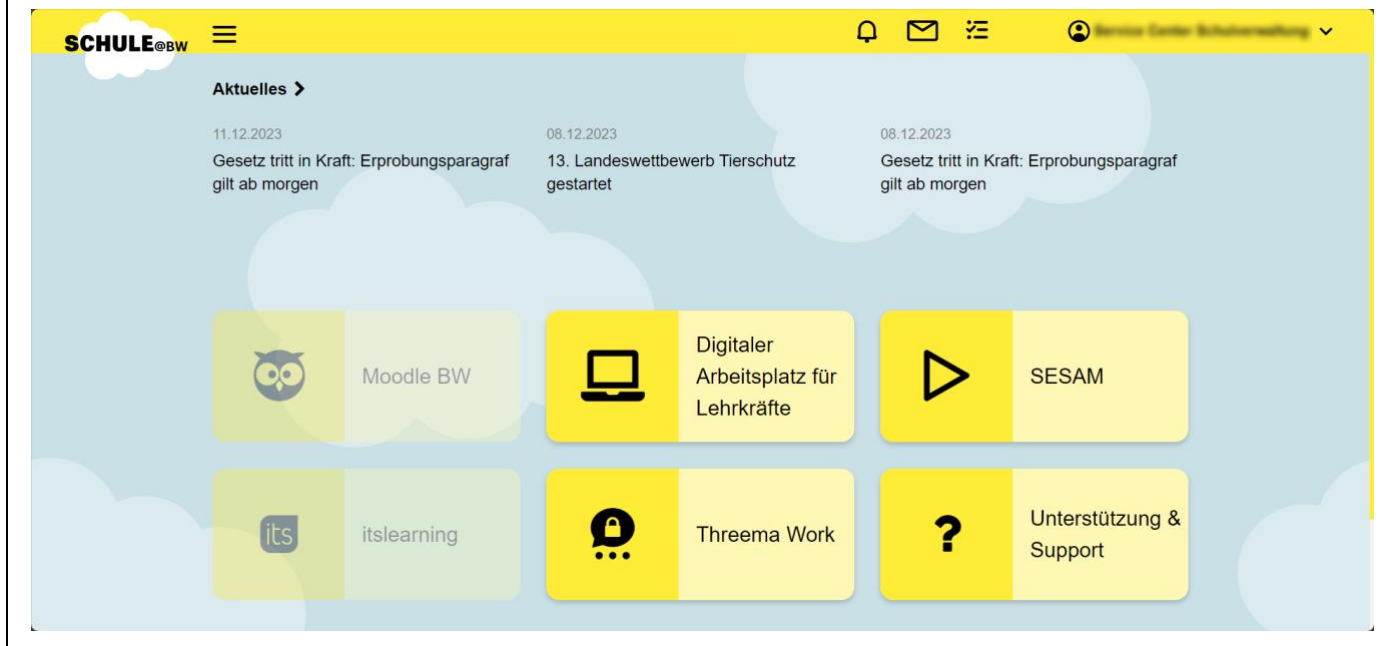 SCHULE@BW
Aktuelles
11.12.2023
Gesetz tritt in Kraft: Erprobungsparagraf
gilt ab morgen
08.12.2023
13. Landeswettbewerb Tierschutz
gestartet
08.12.2023
Gesetz tritt in Kraft: Erprobungsparagraf
gilt ab morgen
Moodle BW
Digitaler
Arbeitsplatz für
Lehrkräfte
SESAM
its
itslearning
Threema Work
?
Unterstützung &
Support